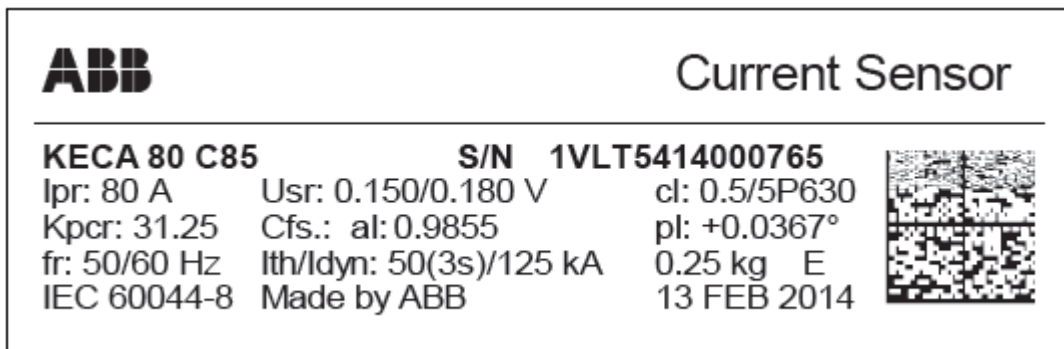 ABB Current Sensor
KECA 80 C85 S/N 1VLT5414000765
Ipr: 80 A Usr: 0.150/0.180 V cl: 0.5/5P630
Kpcr: 31.25 Cfs.: aI: 0.9855 pI: +0.0367°
fr: 50/60 Hz Ith/Idyn: 50(3s)/125 kA 0.25 kg E
IEC 60044-8 Made by ABB 13 FEB 2014